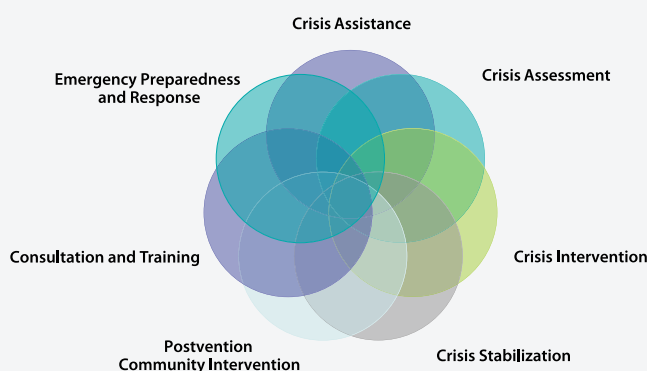 Crisis Assistance
Crisis Assessment
Emergency Preparedness
and Response
Crisis Intervention
Consultation and Training
Postvention
Community Intervention
Crisis Stabilization